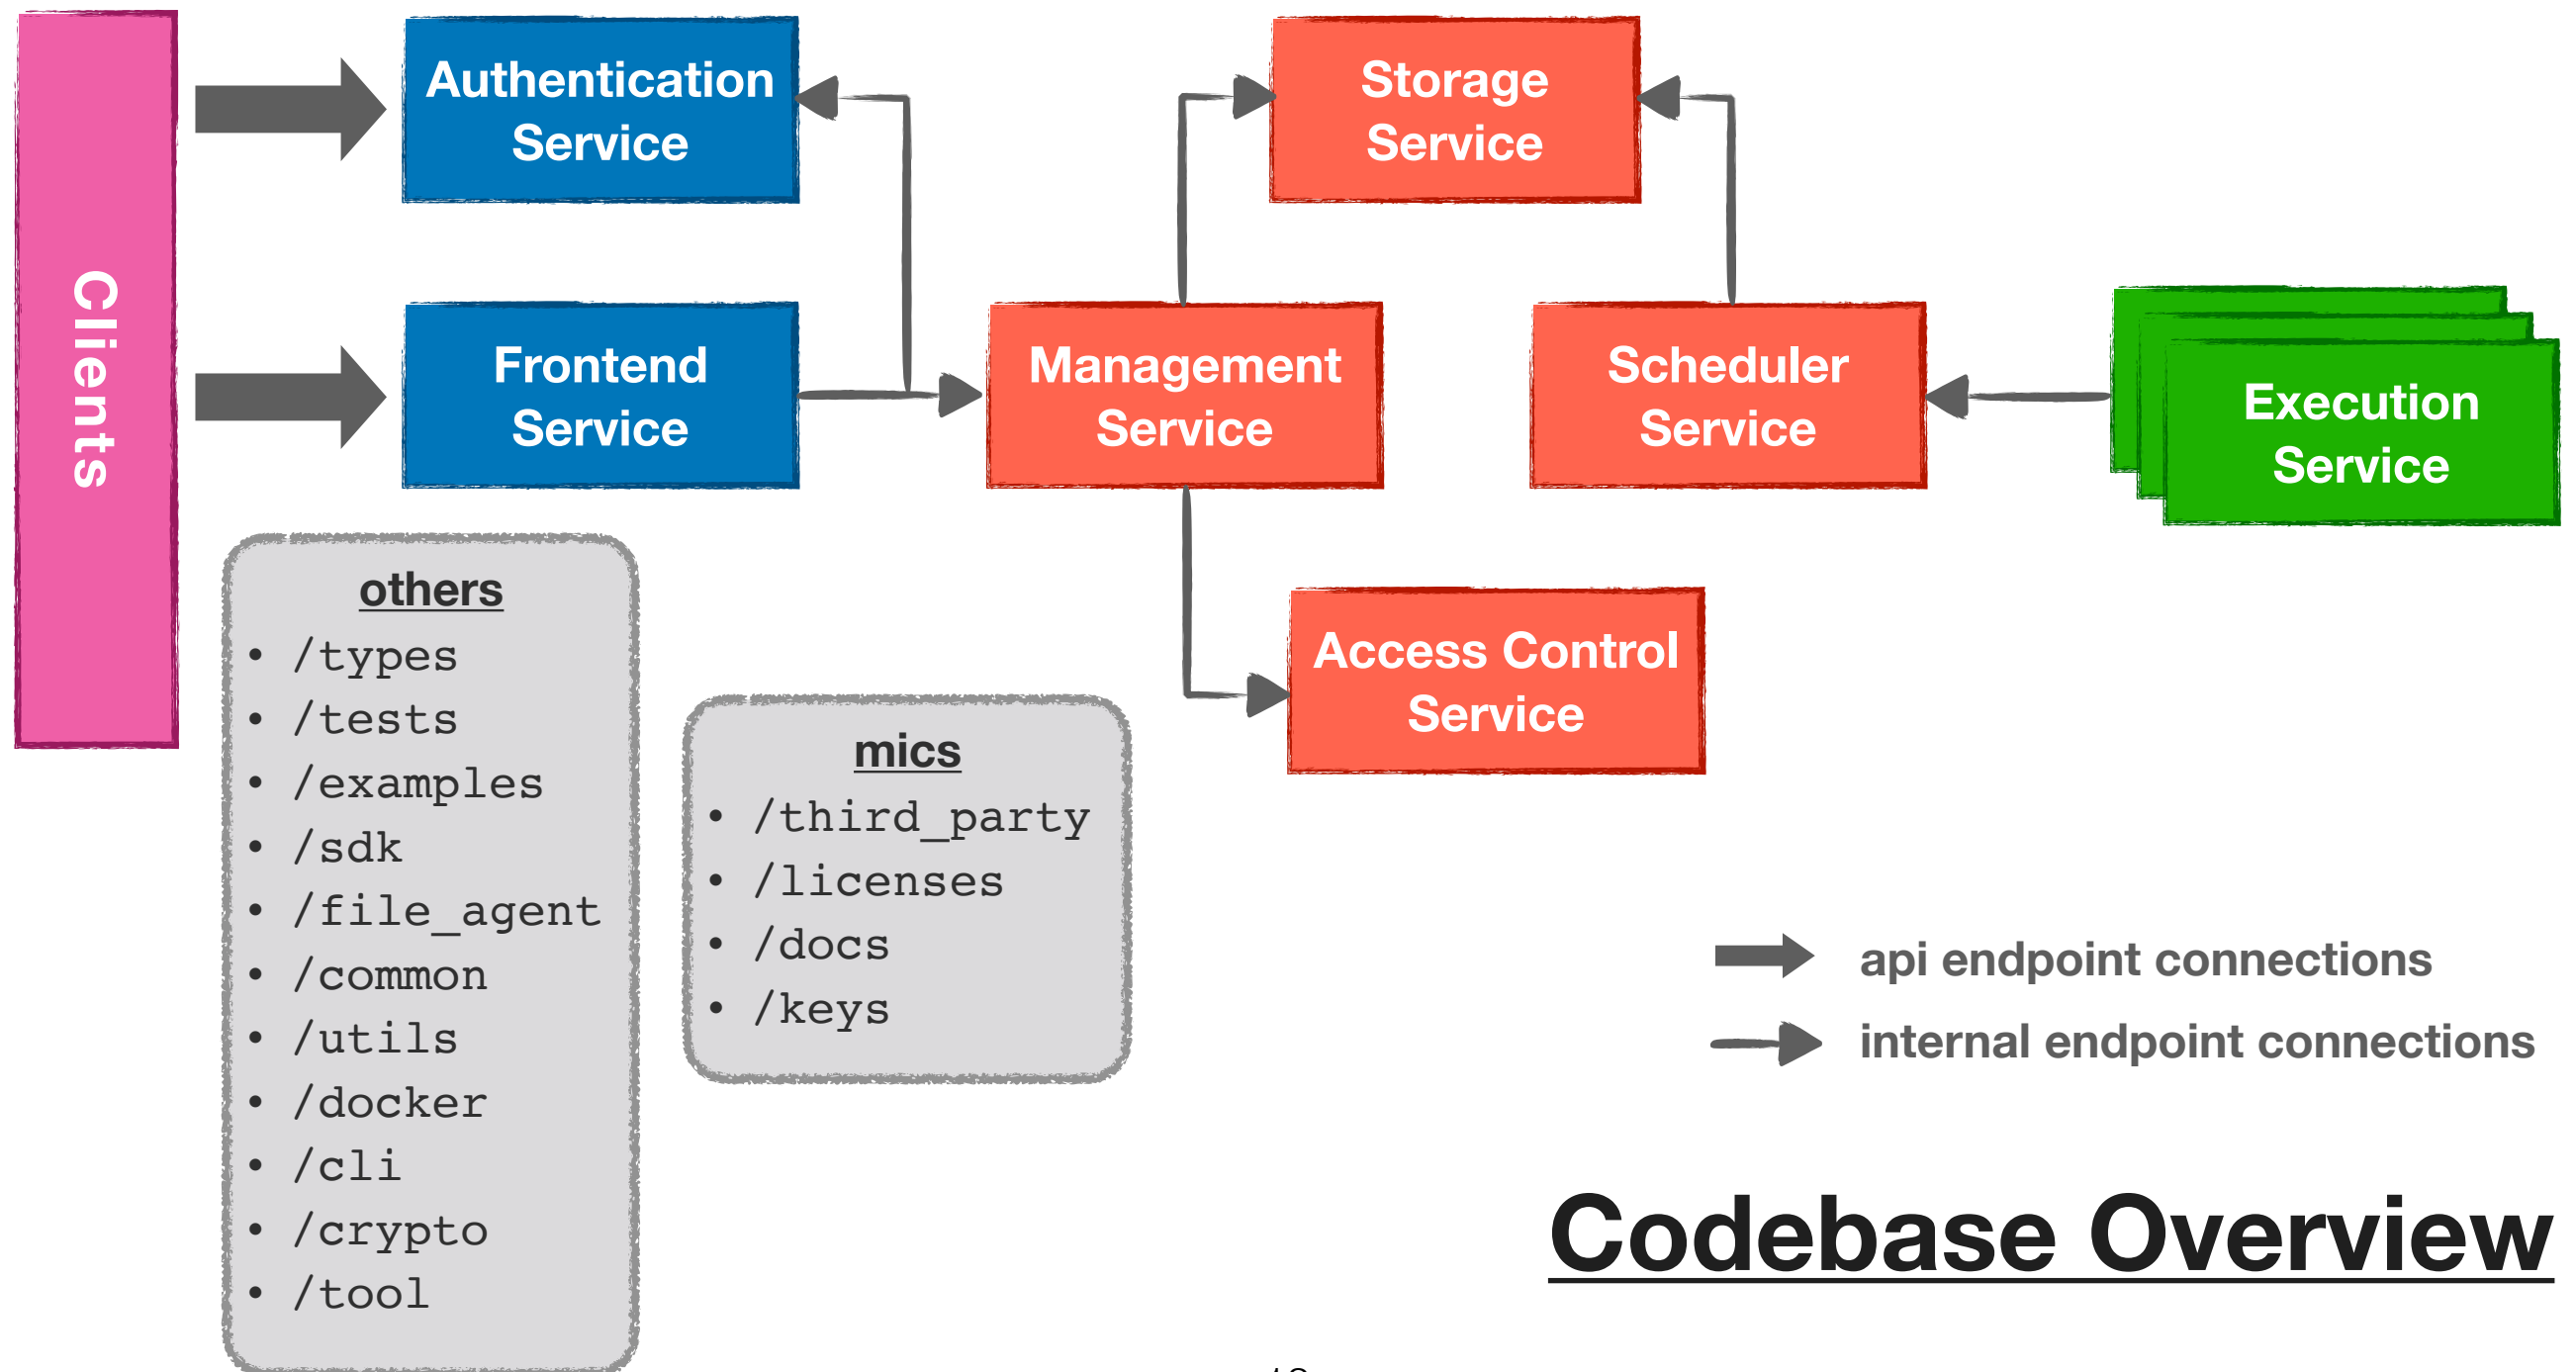 Clients
Authentication
Service
Storage
Service
Frontend
Service
Management
Service
Scheduler
Service
Execution
Service
Access Control
Service
others
• /types
• /tests
• /examples
• /sdk
• /file_agent
• /common
• /utils
• /docker
• /cli
• /crypto
• /tool
mics
• /third_party
• /licenses
• /docs
• /keys
api endpoint connections
internal endpoint connections
Codebase Overview